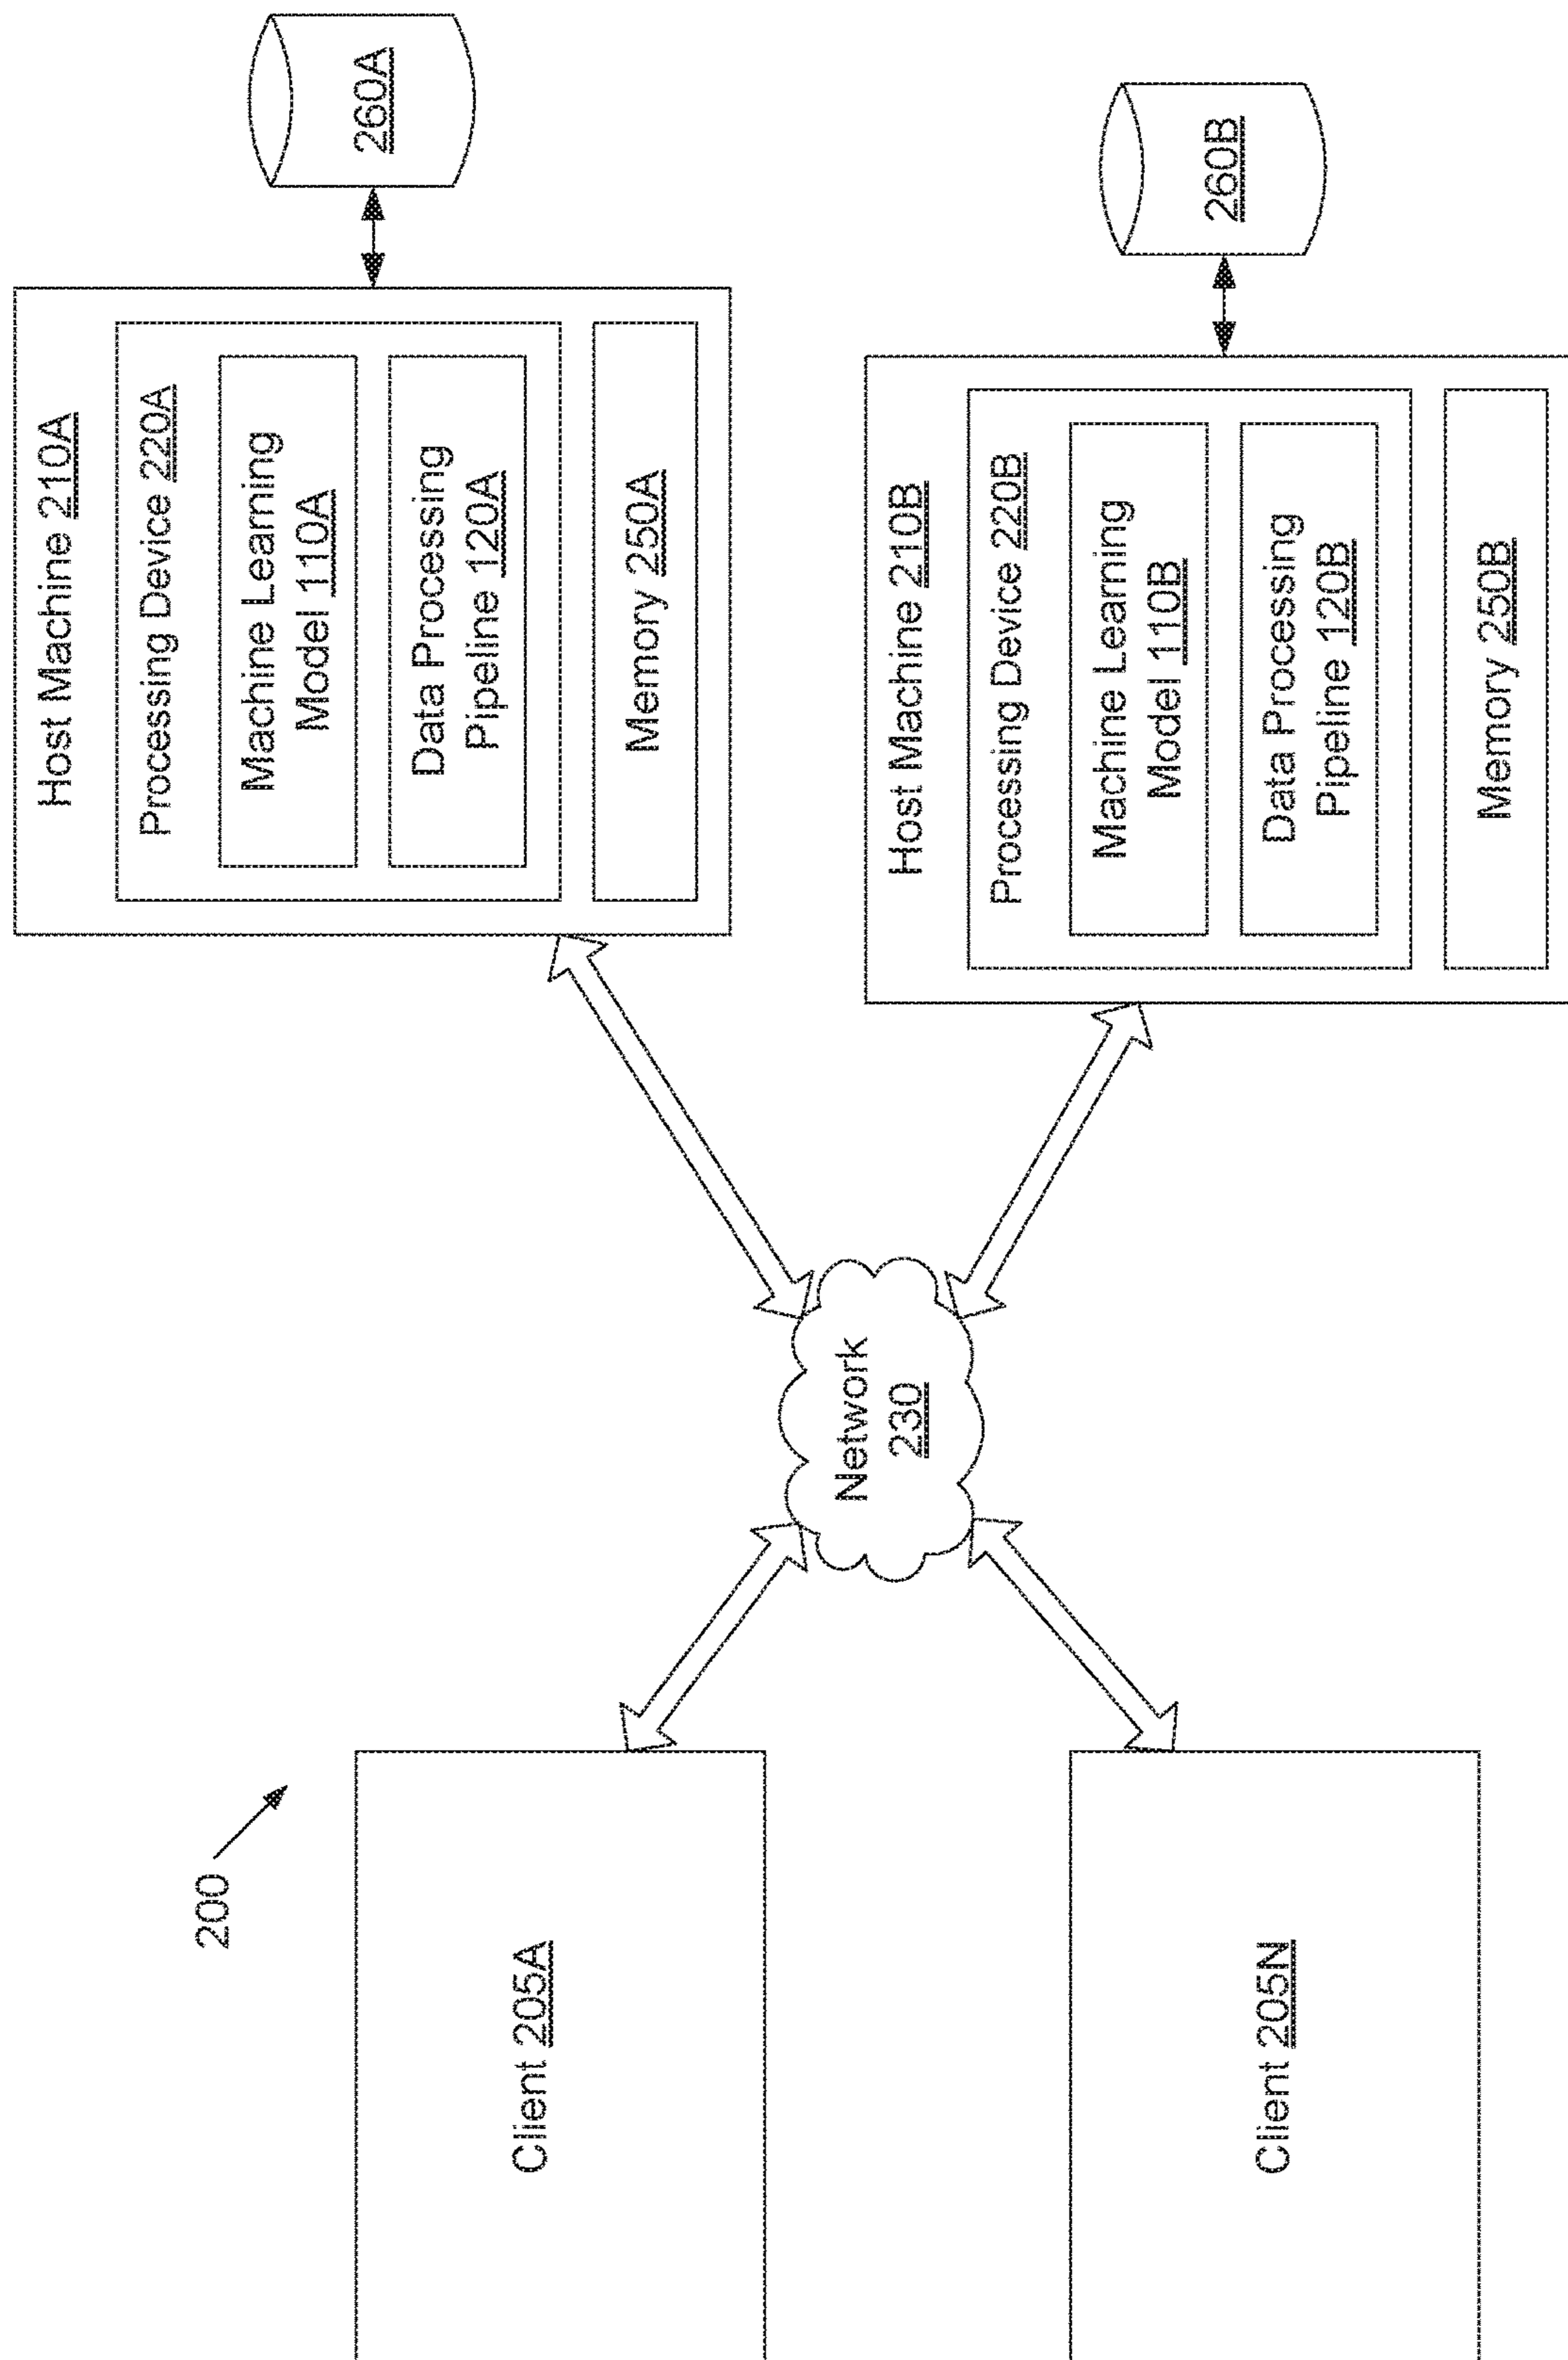 200
Client 205A
Client 205N
Network
230
Host Machine 210A
Processing Device 220A
Machine Learning
Model 110A
Data Processing
Pipeline 120A
Memory 250A
260A
Host Machine 210B
Processing Device 220B
Machine Learning
Model 110B
Data Processing
Pipeline 120B
Memory 250B
260B